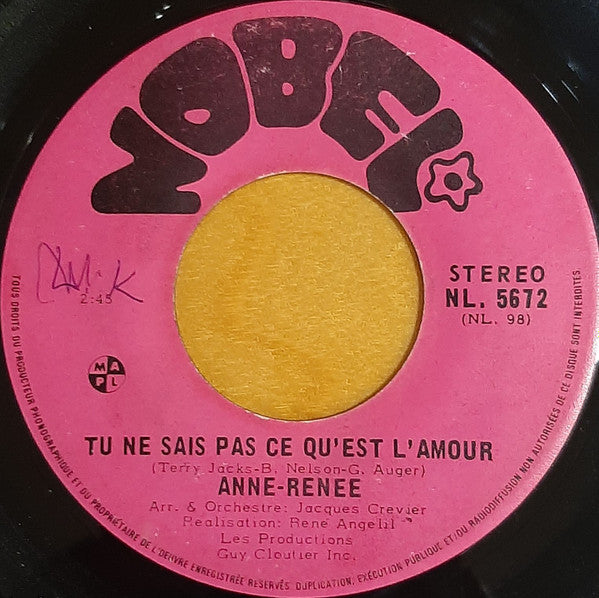 NOBEL
STEREO
NL. 5672
(NL. 98)
2:45
M A P L
TU NE SAIS PAS CE QU'EST L'AMOUR
(Terry Jacks-B. Nelson-G. Auger)
ANNE-RENEE
Arr. & Orchestre: Jacques Crevier
Réalisation: René Angelil
Les Productions
Guy Cloutier Inc.
TOUS DROITS DU PRODUCTEUR PHONOGRAPHIQUE ET DU PROPRIÉTAIRE DE L'OEUVRE ENREGISTRÉE RESERVÉS. DUPLICATION, EXÉCUTION PUBLIQUE ET DU RADIODIFFUSION NON AUTORISÉES DE CE DISQUE SONT INTERDITES.